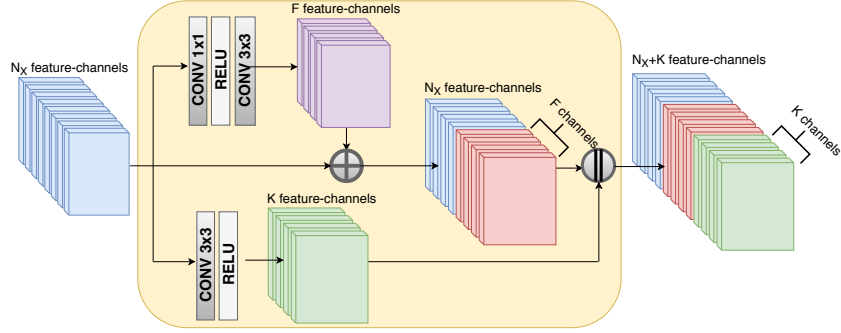 F feature-channels
N_X feature-channels
CONV 1x1
RELU
CONV 3x3
N_X feature-channels
F channels
N_X+K feature-channels
K channels
K feature-channels
CONV 3x3
RELU